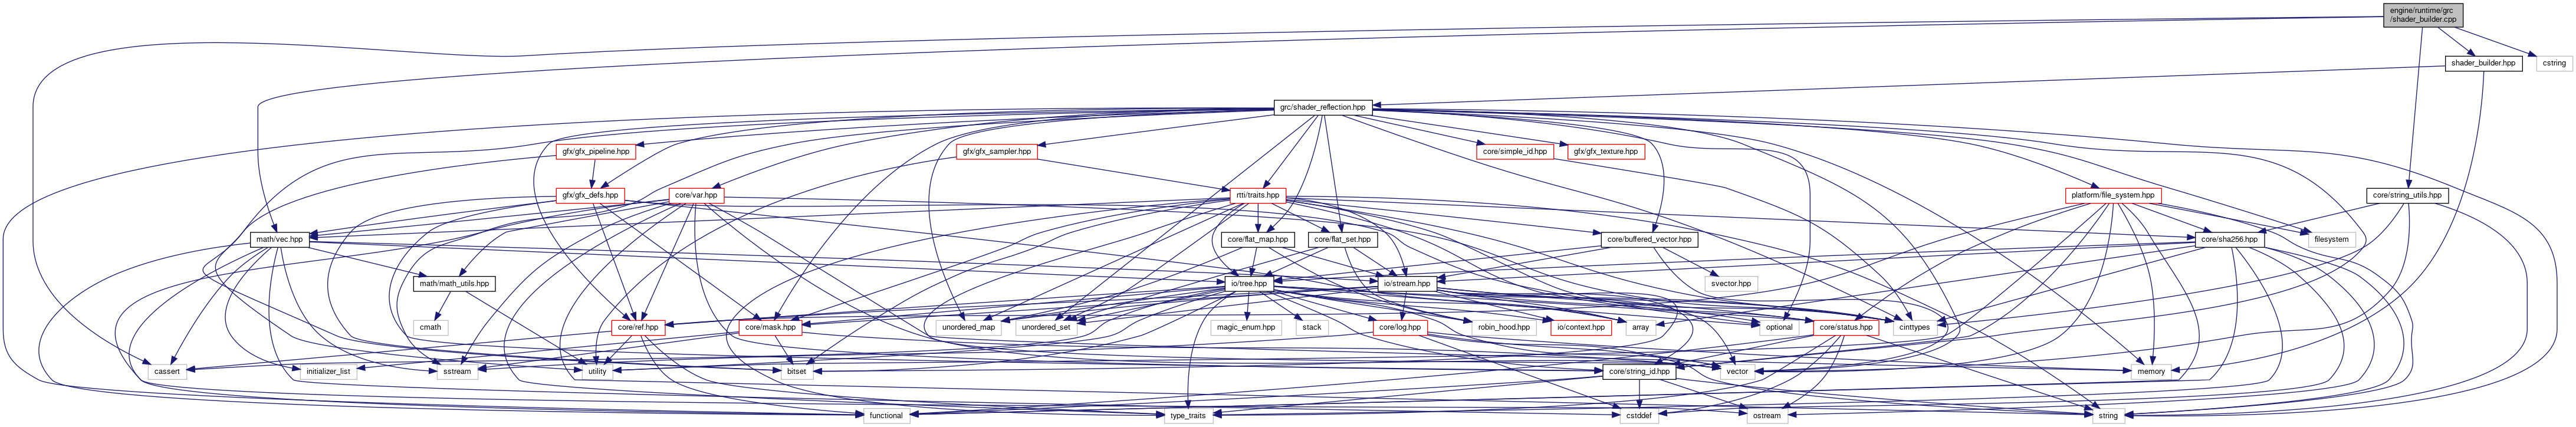 engine/runtime/grc
/shader_builder.cpp
shader_builder.hpp
cstring
grc/shader_reflection.hpp
gfx/gfx_pipeline.hpp
gfx/gfx_sampler.hpp
core/simple_id.hpp
gfx/gfx_texture.hpp
gfx/gfx_defs.hpp
core/var.hpp
rtti/traits.hpp
platform/file_system.hpp
core/string_utils.hpp
math/vec.hpp
core/flat_map.hpp
core/flat_set.hpp
core/buffered_vector.hpp
core/sha256.hpp
filesystem
math/math_utils.hpp
io/tree.hpp
io/stream.hpp
svector.hpp
cmath
core/ref.hpp
core/mask.hpp
unordered_map
unordered_set
magic_enum.hpp
stack
core/log.hpp
robin_hood.hpp
io/context.hpp
array
optional
core/status.hpp
cinttypes
cassert
initializer_list
sstream
utility
bitset
core/string_id.hpp
vector
memory
functional
type_traits
cstddef
ostream
string